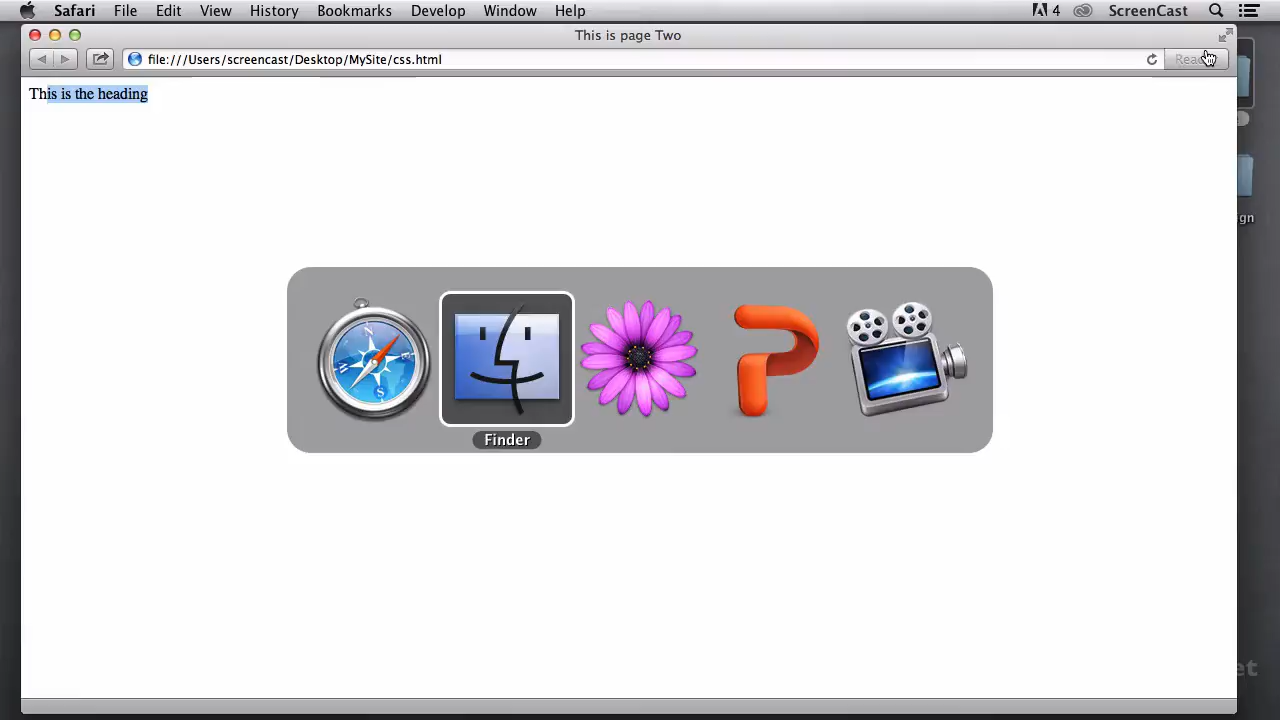 Safari File Edit View History Bookmarks Develop Window Help 4 ScreenCast
This is page Two
file:///Users/screencast/Desktop/MySite/css.html
This is the heading
Finder